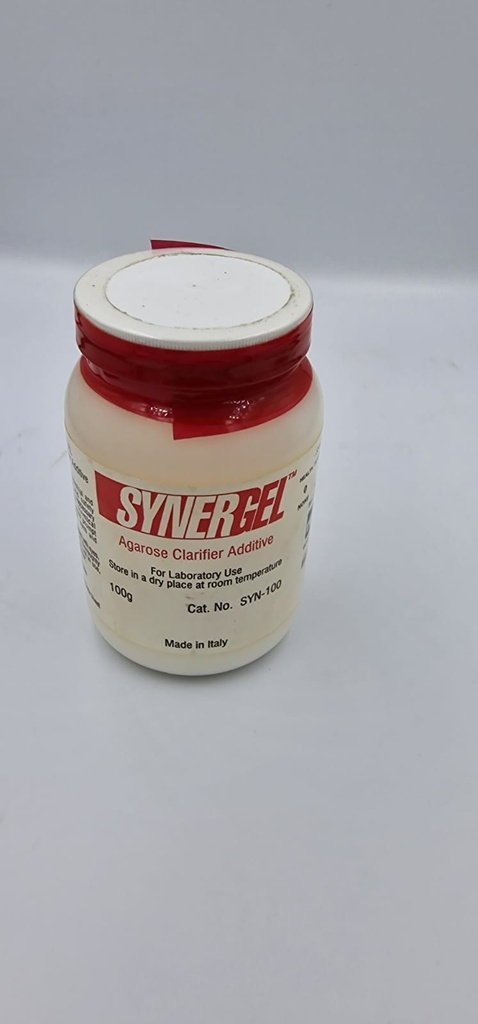 SYNERGEL™
Agarose Clarifier Additive
For Laboratory Use
Store in a dry place at room temperature
100g
Cat. No. SYN-100
Made in Italy